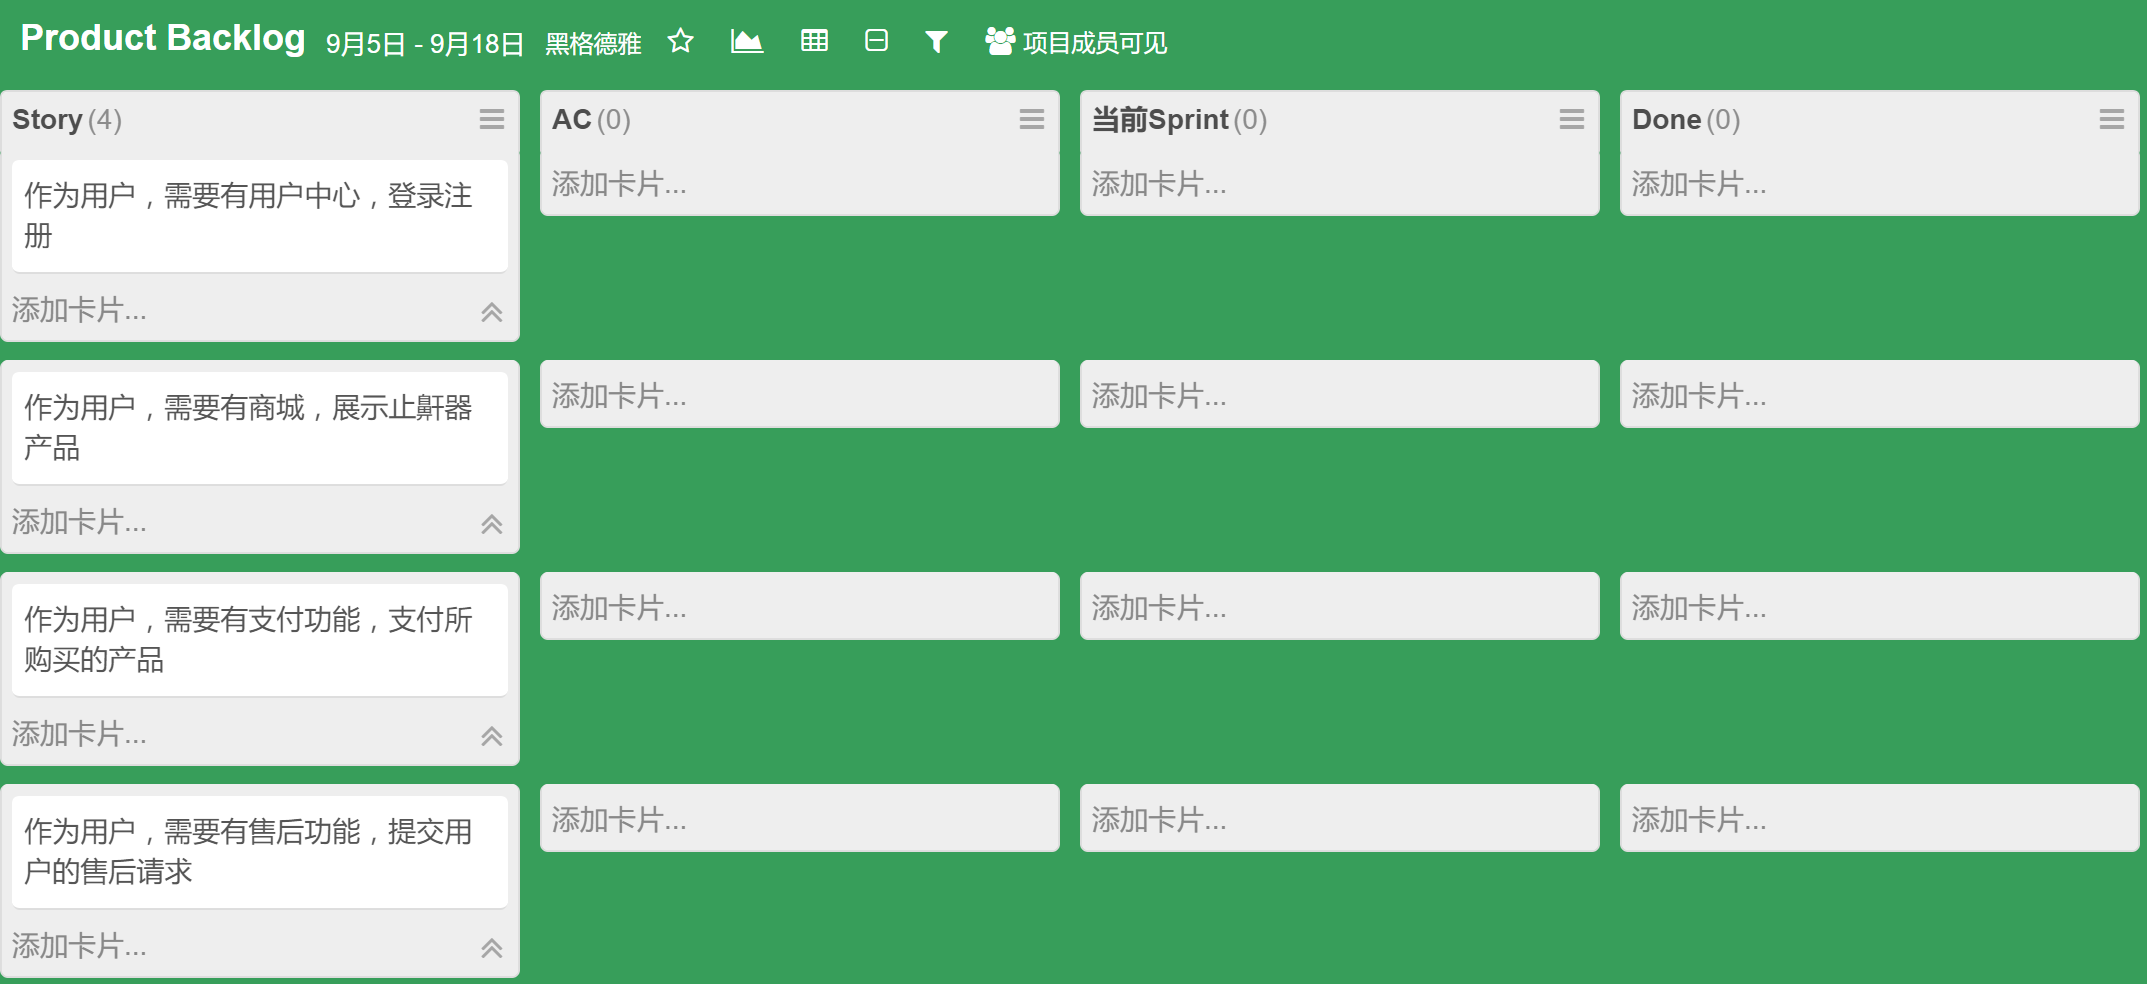 Product Backlog 9月5日 - 9月18日 黑格德雅 项目成员可见
Story (4) AC (0) 当前Sprint (0) Done (0)
作为用户，需要有用户中心，登录注
册
添加卡片...
添加卡片...
添加卡片...
添加卡片...
作为用户，需要有商城，展示止鼾器
产品
添加卡片...
添加卡片...
添加卡片...
添加卡片...
作为用户，需要有支付功能，支付所
购买的产品
添加卡片...
添加卡片...
添加卡片...
添加卡片...
作为用户，需要有售后功能，提交用
户的售后请求
添加卡片...
添加卡片...
添加卡片...
添加卡片...